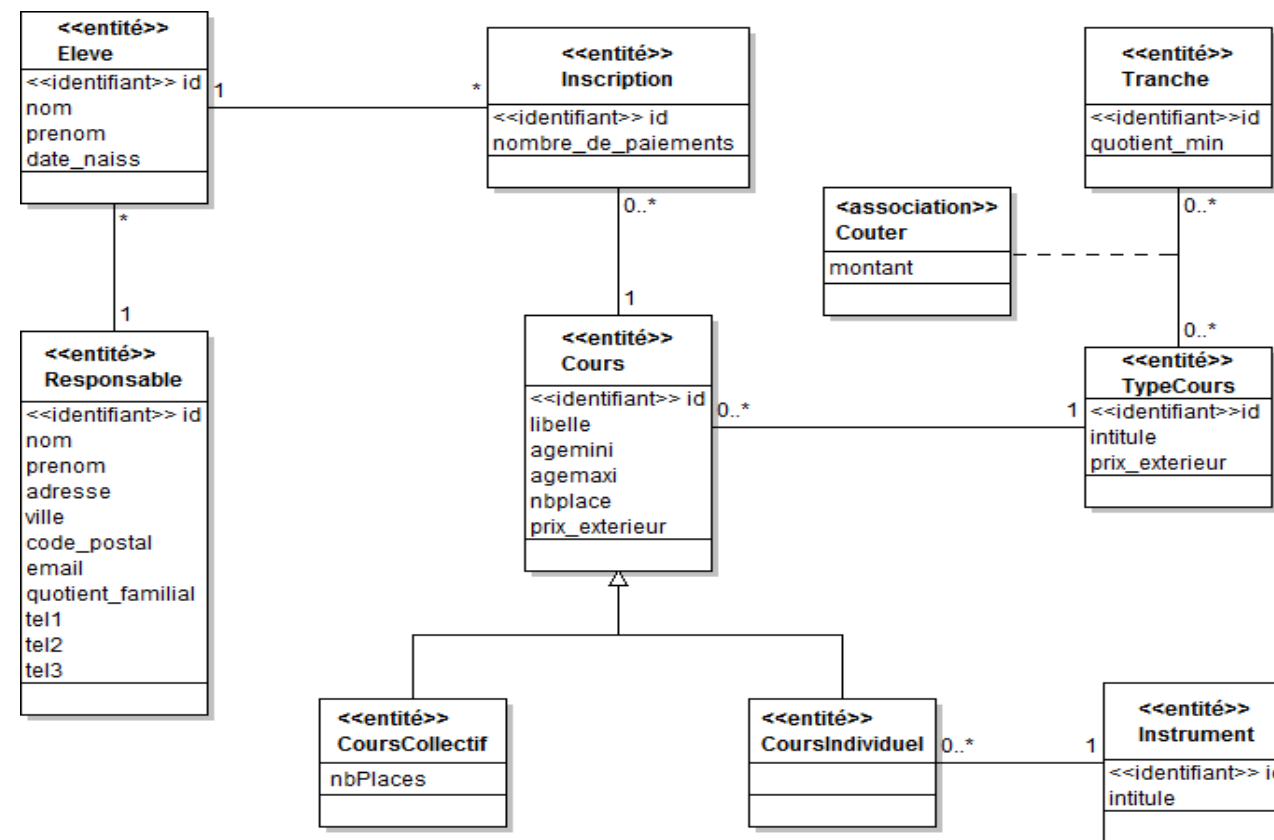 <<entité>>
Eleve
<<identifiant>> id
nom
prenom
date_naiss
1
*
*
1
<<entité>>
Inscription
<<identifiant>> id
nombre_de_paiements
0..*
1
<<entité>>
Tranche
<<identifiant>>id
quotient_min
0..*
0..*
<association>>
Couter
montant
<<entité>>
Responsable
<<identifiant>> id
nom
prenom
adresse
ville
code_postal
email
quotient_familial
tel1
tel2
tel3
<<entité>>
Cours
<<identifiant>> id
libelle
agemini
agemaxi
nbplace
prix_exterieur
0..*
1
<<entité>>
TypeCours
<<identifiant>>id
intitule
prix_exterieur
<<entité>>
CoursCollectif
nbPlaces
<<entité>>
CoursIndividuel
0..*
1
<<entité>>
Instrument
<<identifiant>> id
intitule